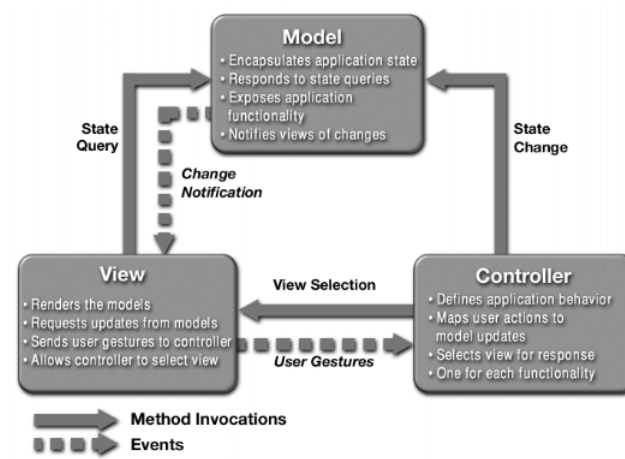 Model
• Encapsulates application state
• Responds to state queries
• Exposes application
functionality
• Notifies views of changes
State
Query
Change
Notification
State
Change
View
• Renders the models
• Requests updates from models
• Sends user gestures to controller
• Allows controller to select view
View Selection
User Gestures
Controller
• Defines application behavior
• Maps user actions to
model updates
• Selects view for response
• One for each functionality
Method Invocations
Events